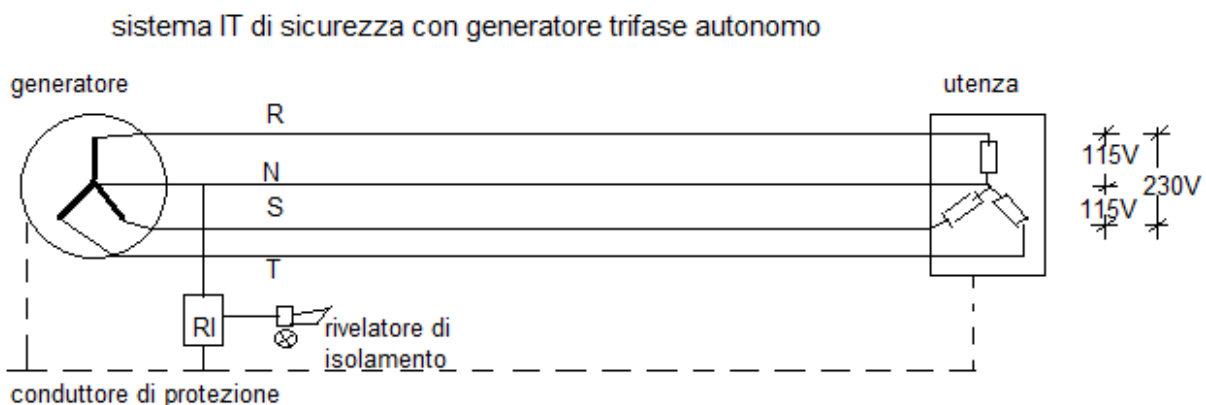 sistema IT di sicurezza con generatore trifase autonomo
generatore
utenza
R
N
S
T
115V
230V
115V
RI
rivelatore di
isolamento
conduttore di protezione